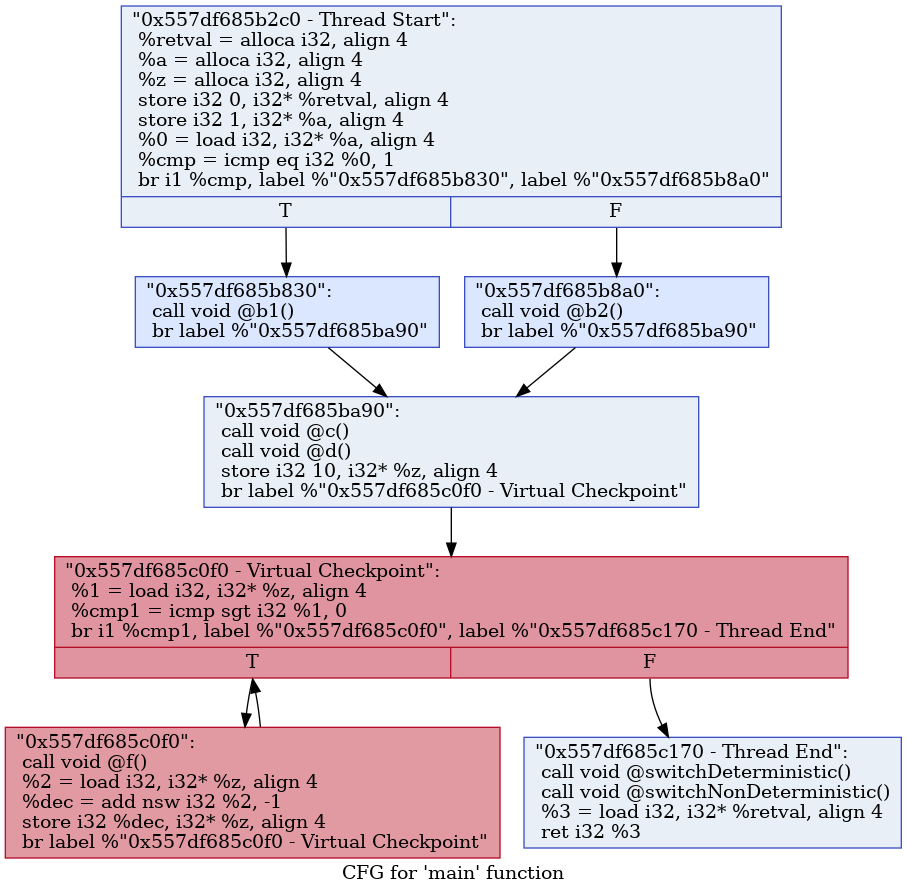 "0x557df685b2c0 - Thread Start":
%retval = alloca i32, align 4
%a = alloca i32, align 4
%z = alloca i32, align 4
store i32 0, i32* %retval, align 4
store i32 1, i32* %a, align 4
%0 = load i32, i32* %a, align 4
%cmp = icmp eq i32 %0, 1
br i1 %cmp, label %"0x557df685b830", label %"0x557df685b8a0"
T
F
"0x557df685b830":
call void @b1()
br label %"0x557df685ba90"
"0x557df685b8a0":
call void @b2()
br label %"0x557df685ba90"
"0x557df685ba90":
call void @c()
call void @d()
store i32 10, i32* %z, align 4
br label %"0x557df685c0f0 - Virtual Checkpoint"
"0x557df685c0f0 - Virtual Checkpoint":
%1 = load i32, i32* %z, align 4
%cmp1 = icmp sgt i32 %1, 0
br i1 %cmp1, label %"0x557df685c0f0", label %"0x557df685c170 - Thread End"
T
F
"0x557df685c0f0":
call void @f()
%2 = load i32, i32* %z, align 4
%dec = add nsw i32 %2, -1
store i32 %dec, i32* %z, align 4
br label %"0x557df685c0f0 - Virtual Checkpoint"
"0x557df685c170 - Thread End":
call void @switchDeterministic()
call void @switchNonDeterministic()
%3 = load i32, i32* %retval, align 4
ret i32 %3
CFG for 'main' function